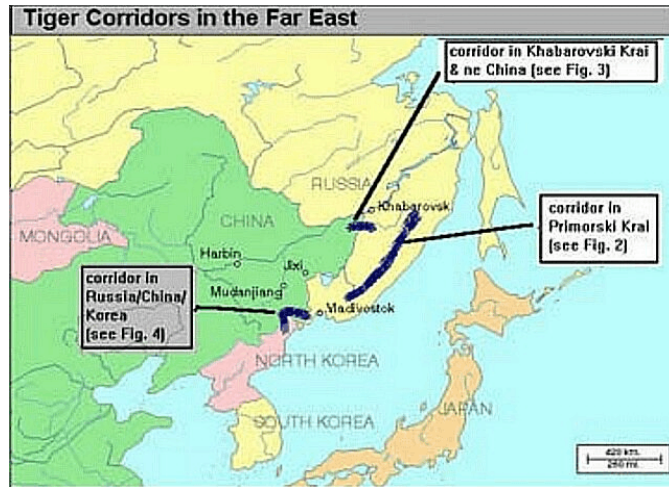 Tiger Corridors in the Far East
corridor in Khabarovski Krai
& ne China (see Fig. 3)
RUSSIA
Khabarovsk
CHINA
corridor in
Primorski Krai
(see Fig. 2)
MONGOLIA
Harbin
Jixi
corridor in
Russia/China/
Korea
(see Fig. 4)
Mudanjiang
Vladivostok
NORTH KOREA
SOUTH KOREA
JAPAN
420 km.
260 mi.